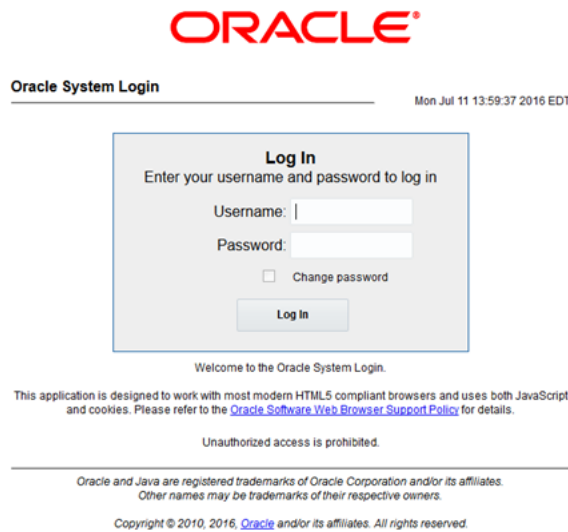 ORACLE®
Oracle System Login
Mon Jul 11 13:59:37 2016 EDT
Log In
Enter your username and password to log in
Username:
Password:
Change password
Log In
Welcome to the Oracle System Login.
This application is designed to work with most modern HTML5 compliant browsers and uses both JavaScript
and cookies. Please refer to the Oracle Software Web Browser Support Policy for details.
Unauthorized access is prohibited.
Oracle and Java are registered trademarks of Oracle Corporation and/or its affiliates.
Other names may be trademarks of their respective owners.
Copyright © 2010, 2016, Oracle and/or its affiliates. All rights reserved.